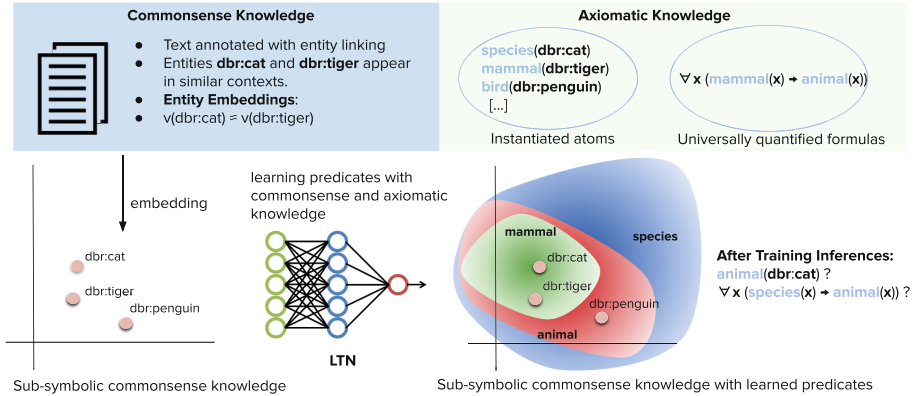 Commonsense Knowledge
● Text annotated with entity linking
● Entities dbr:cat and dbr:tiger appear
in similar contexts.
● Entity Embeddings:
● v(dbr:cat) ≈ v(dbr:tiger)
Axiomatic Knowledge
species(dbr:cat)
mammal(dbr:tiger)
bird(dbr:penguin)
[...]
Instantiated atoms
∀ x (mammal(x) → animal(x))
Universally quantified formulas
embedding
dbr:cat
dbr:tiger
dbr:penguin
Sub-symbolic commonsense knowledge
learning predicates with
commonsense and axiomatic
knowledge
LTN
mammal
species
dbr:cat
dbr:tiger
dbr:penguin
animal
Sub-symbolic commonsense knowledge with learned predicates
After Training Inferences:
animal(dbr:cat) ?
∀ x (species(x) → animal(x)) ?